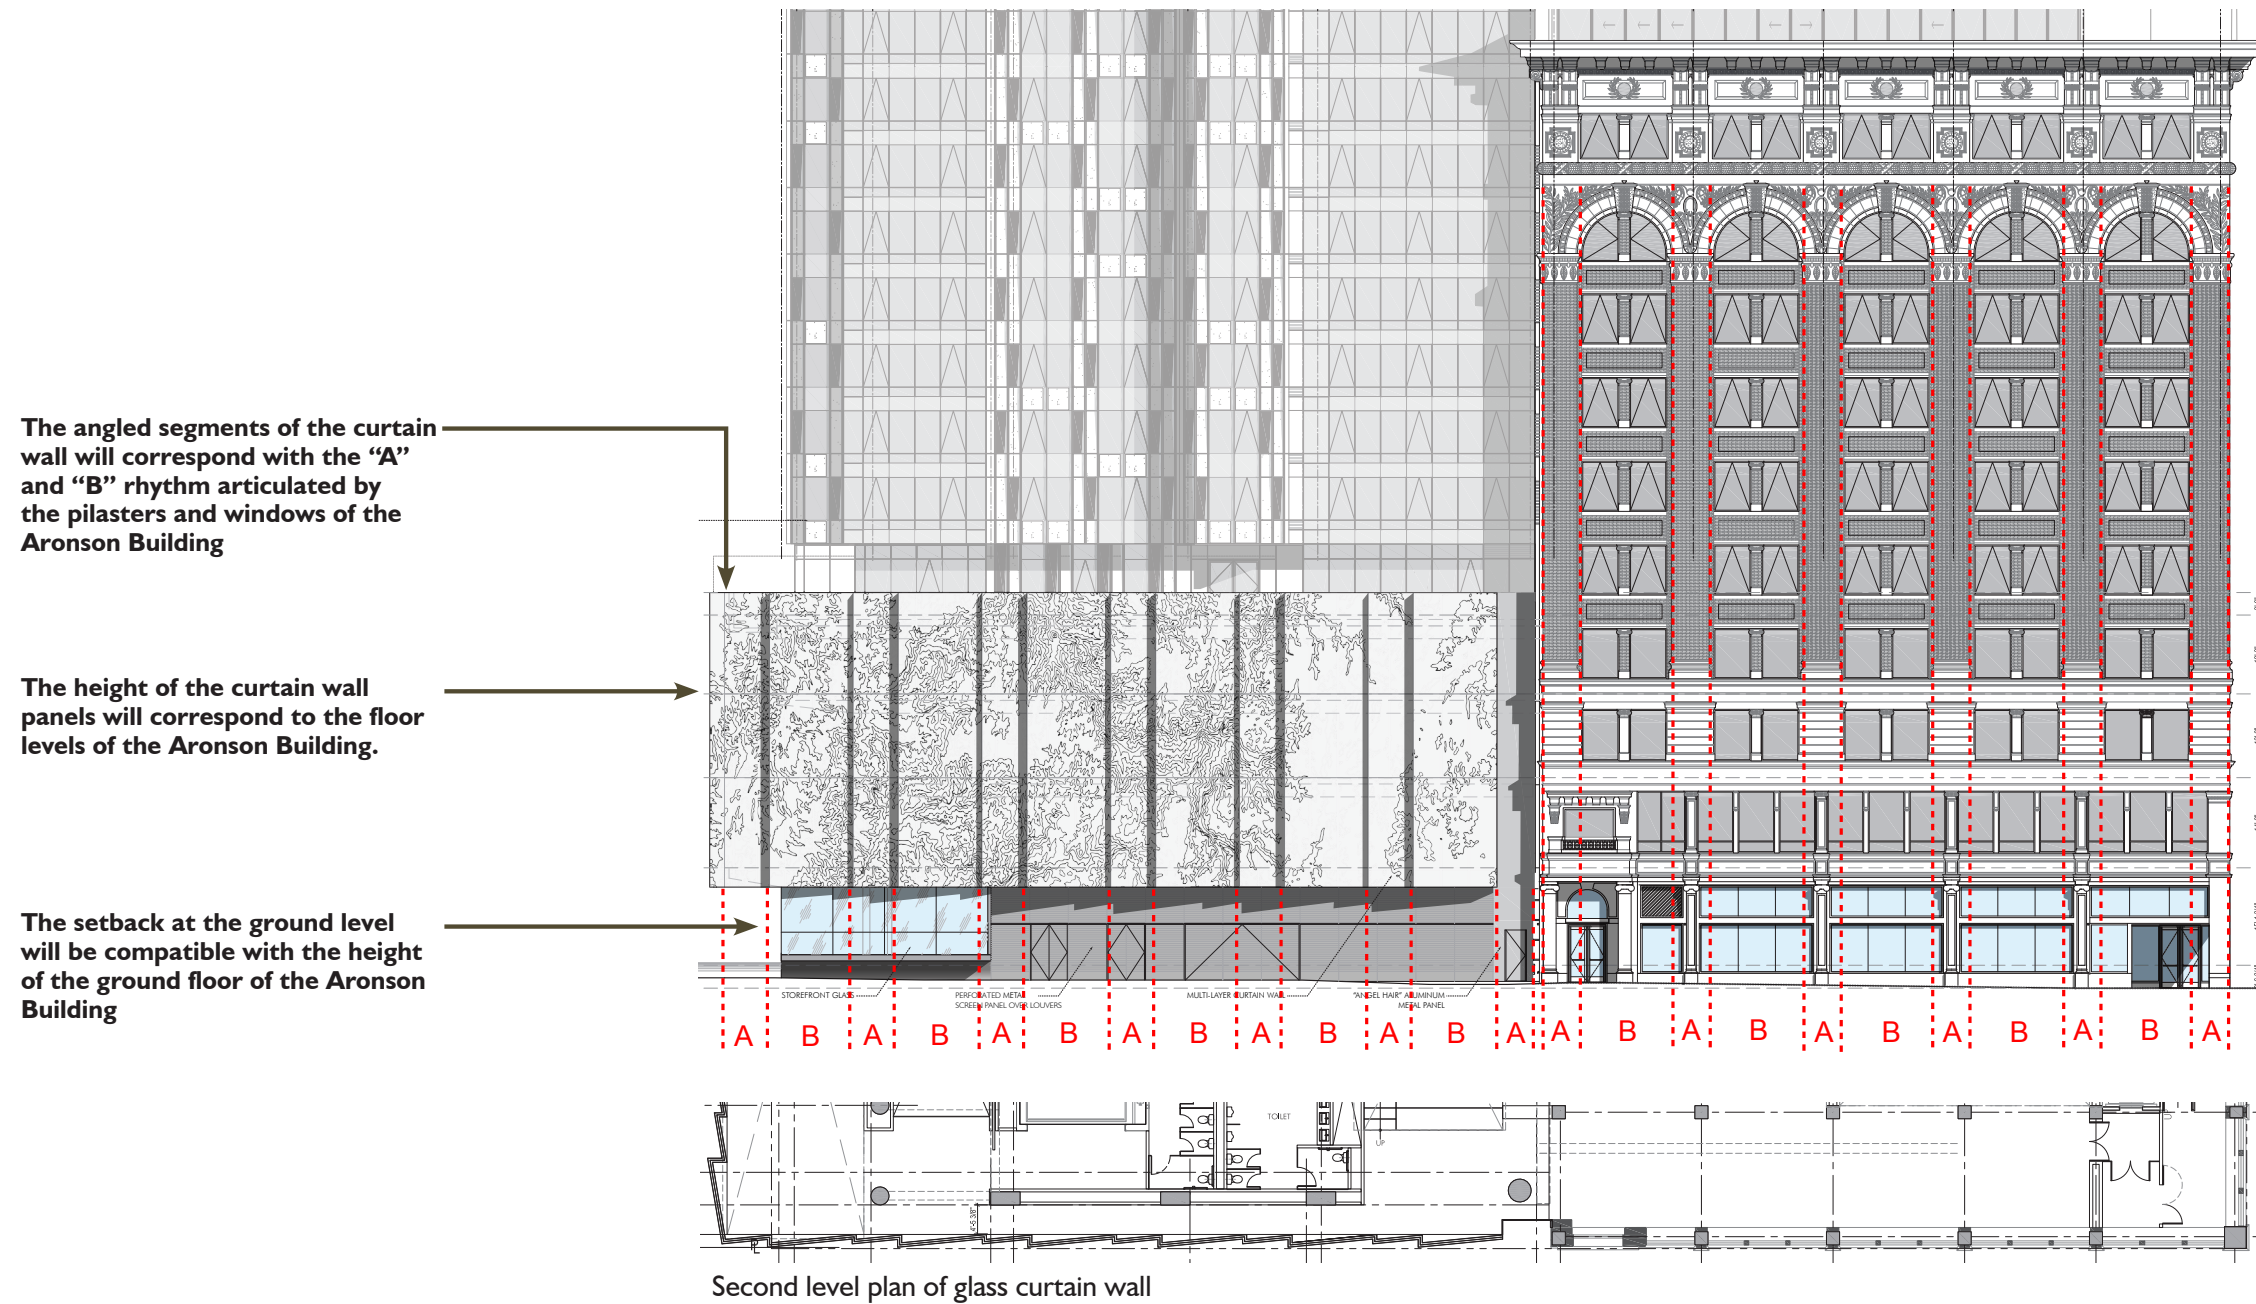 The angled segments of the curtain
wall will correspond with the “A”
and “B” rhythm articulated by
the pilasters and windows of the
Aronson Building
The height of the curtain wall
panels will correspond to the floor
levels of the Aronson Building.
The setback at the ground level
will be compatible with the height
of the ground floor of the Aronson
Building
STOREFRONT GLASS
PERFORATED METAL
SCREEN PANEL OVER LOUVERS
MULTI-LAYER CURTAIN WALL
"ANGEL HAIR" ALUMINUM
METAL PANEL
A B A B A B A B A B A B A A B A B A B A B A B A
TOILET
UP
4'-5 3/8"
Second level plan of glass curtain wall